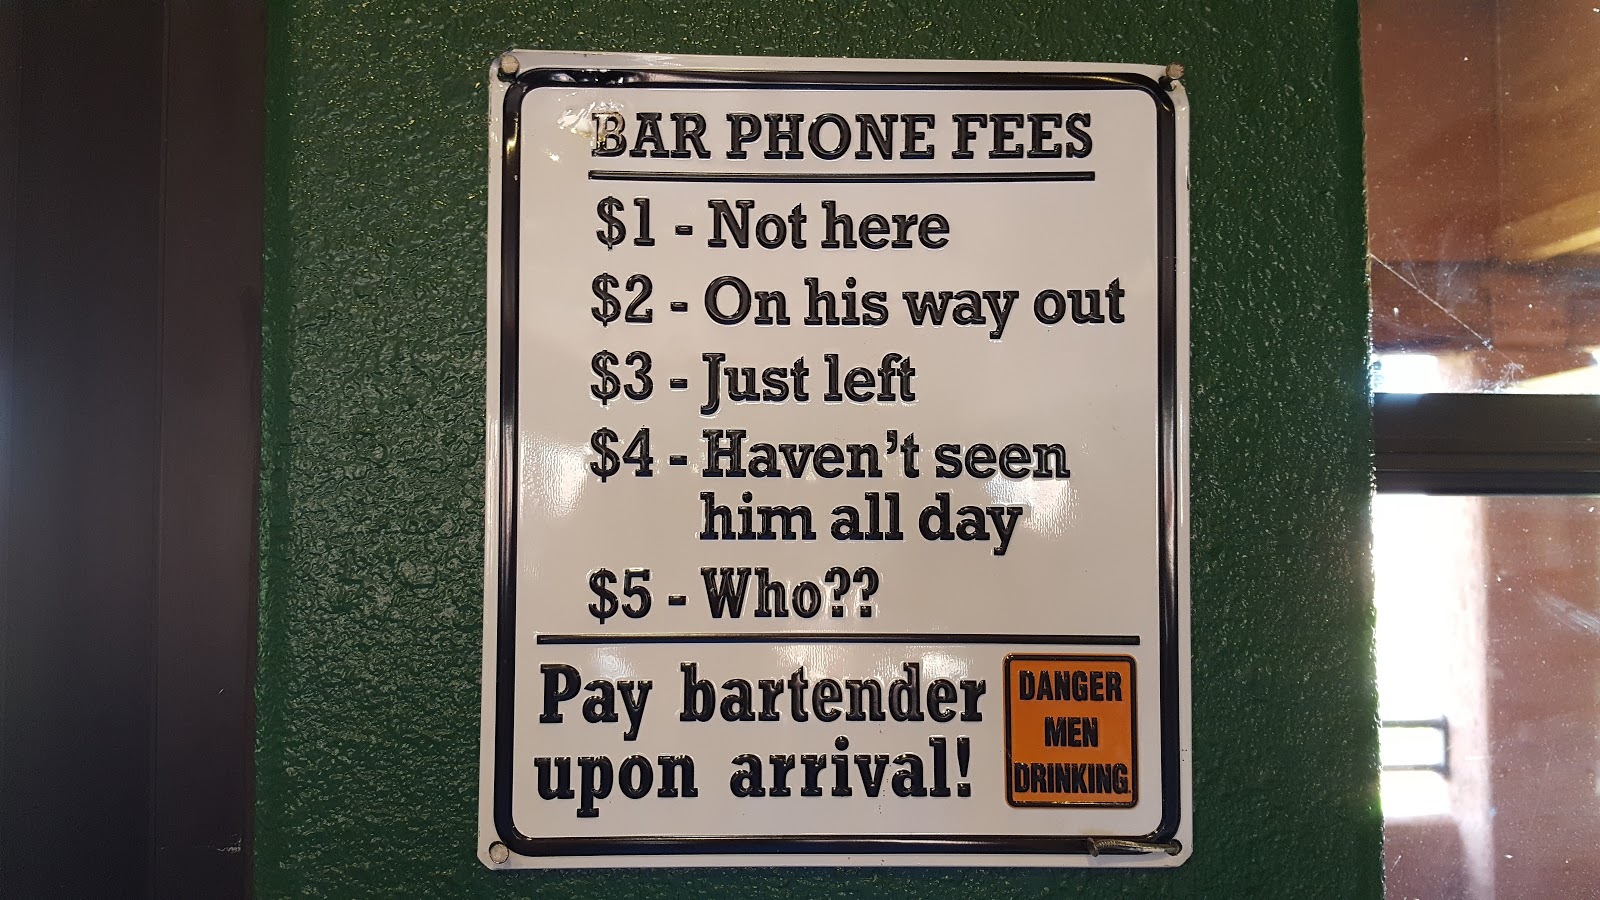 BAR PHONE FEES
$1 - Not here
$2 - On his way out
$3 - Just left
$4 - Haven't seen
him all day
$5 - Who??
Pay bartender
upon arrival!
DANGER
MEN
DRINKING